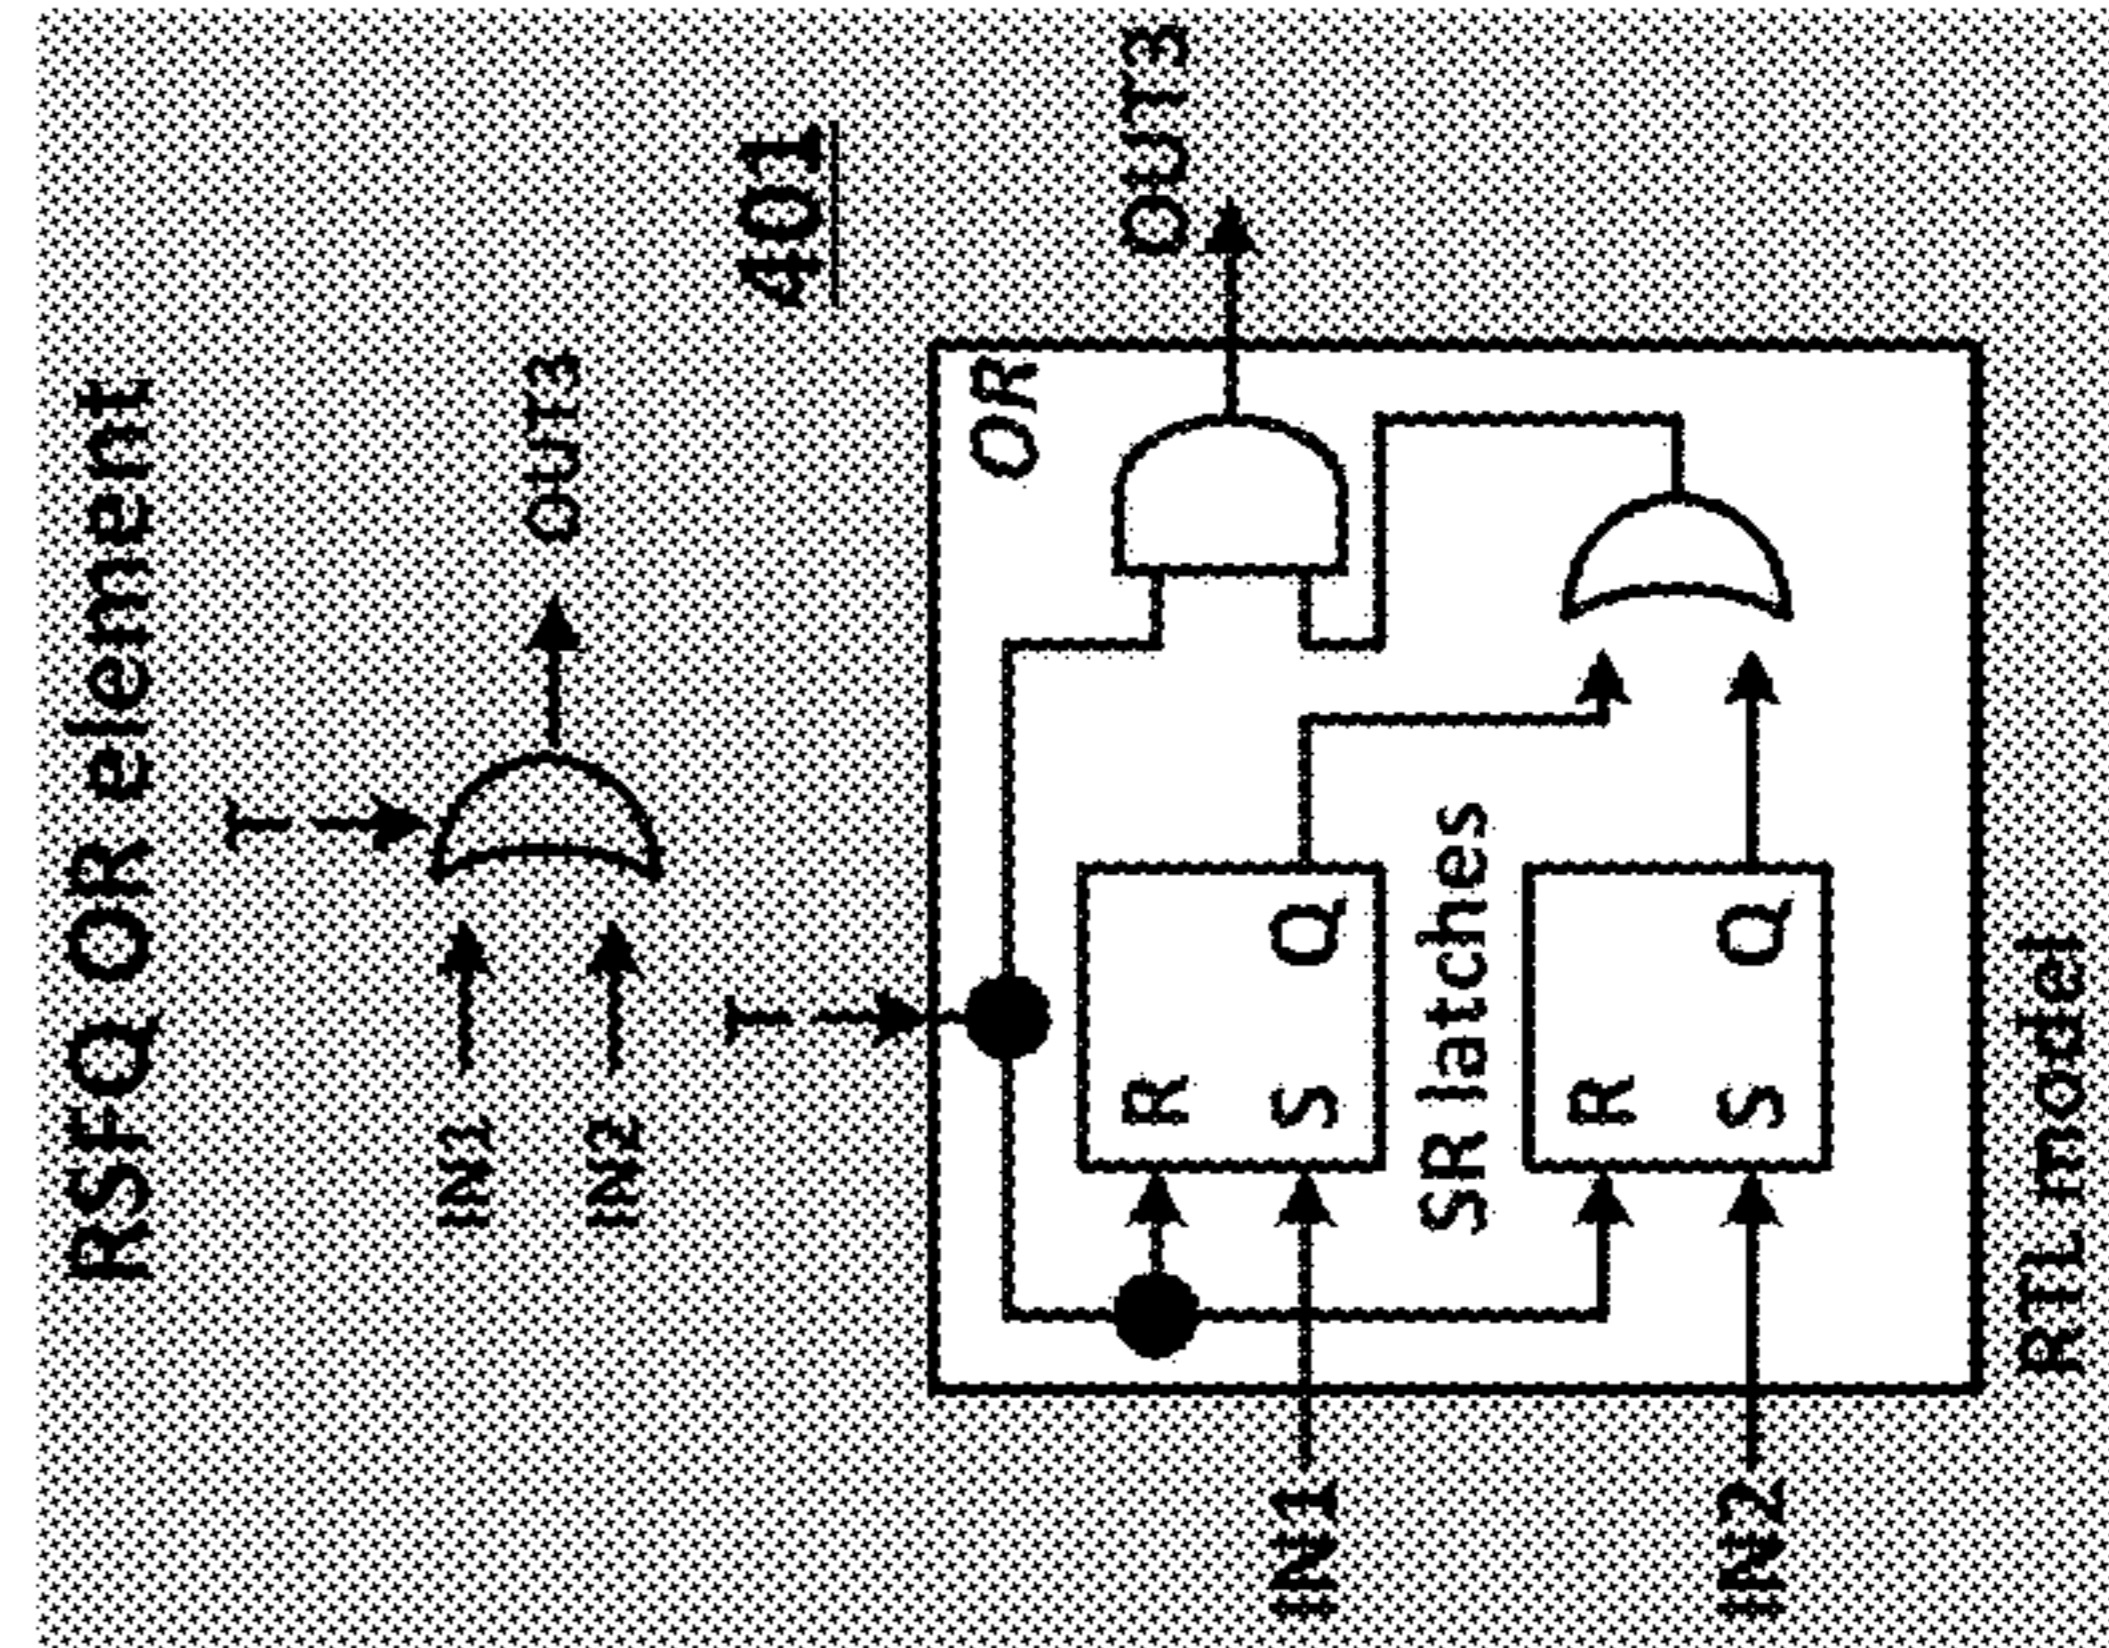 RSFQ OR element
T
IN1
IN2
OUT3
401
T
OR
IN1
R
S
Q
OUT3
SR latches
IN2
R
S
Q
RTL model